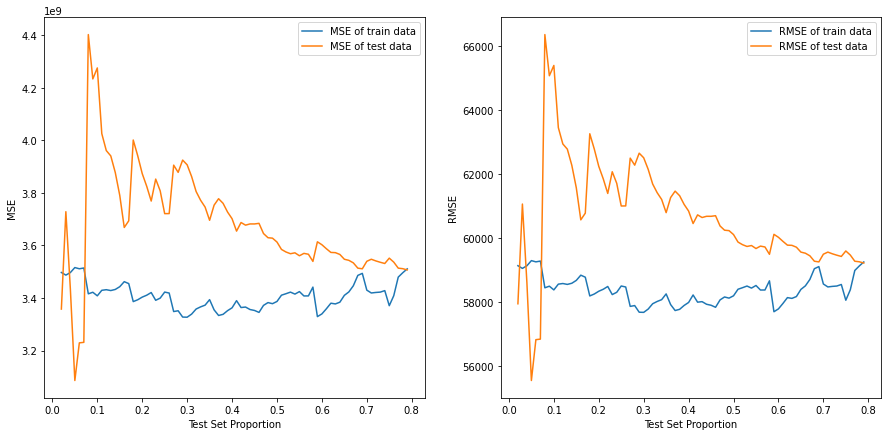 1e9
4.4
4.2
4.0
3.8
3.6
3.4
3.2
MSE
0.0 0.1 0.2 0.3 0.4 0.5 0.6 0.7 0.8
Test Set Proportion
MSE of train data
MSE of test data
66000
64000
62000
60000
58000
56000
RMSE
0.0 0.1 0.2 0.3 0.4 0.5 0.6 0.7 0.8
Test Set Proportion
RMSE of train data
RMSE of test data